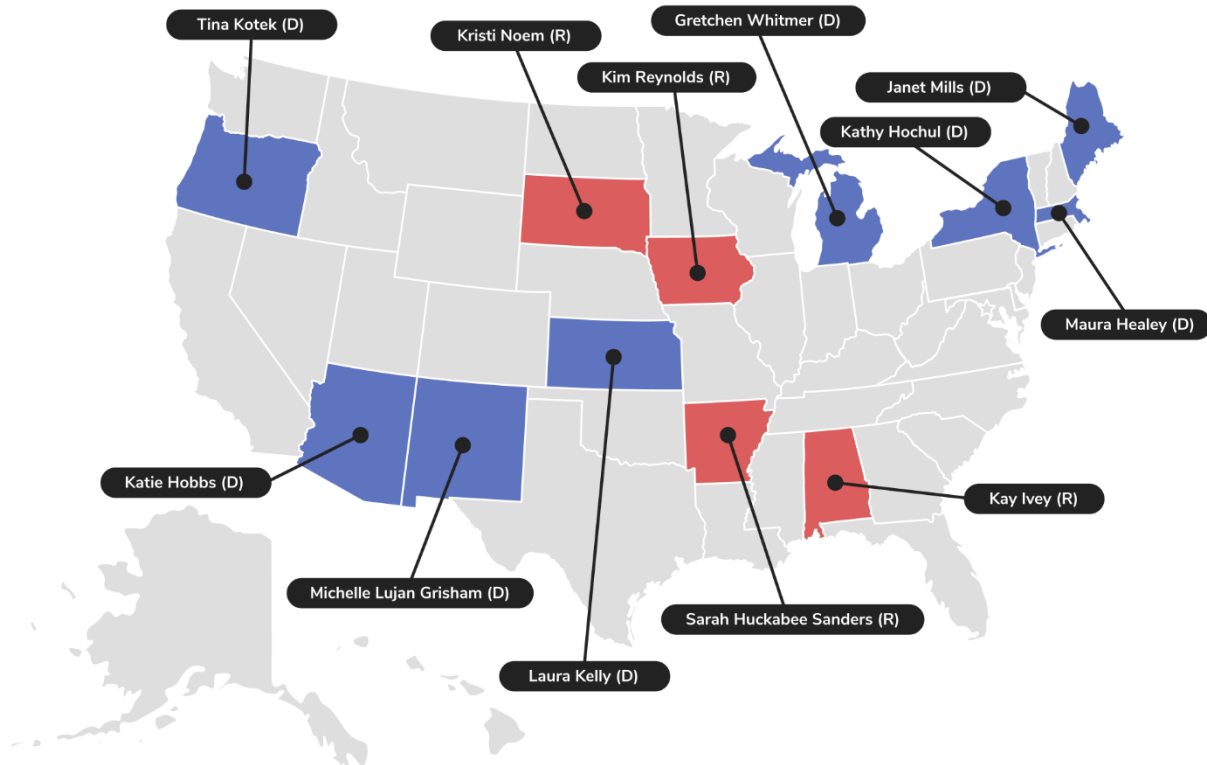 Tina Kotek (D)
Gretchen Whitmer (D)
Kristi Noem (R)
Kim Reynolds (R)
Janet Mills (D)
Kathy Hochul (D)
Maura Healey (D)
Katie Hobbs (D)
Kay Ivey (R)
Michelle Lujan Grisham (D)
Sarah Huckabee Sanders (R)
Laura Kelly (D)